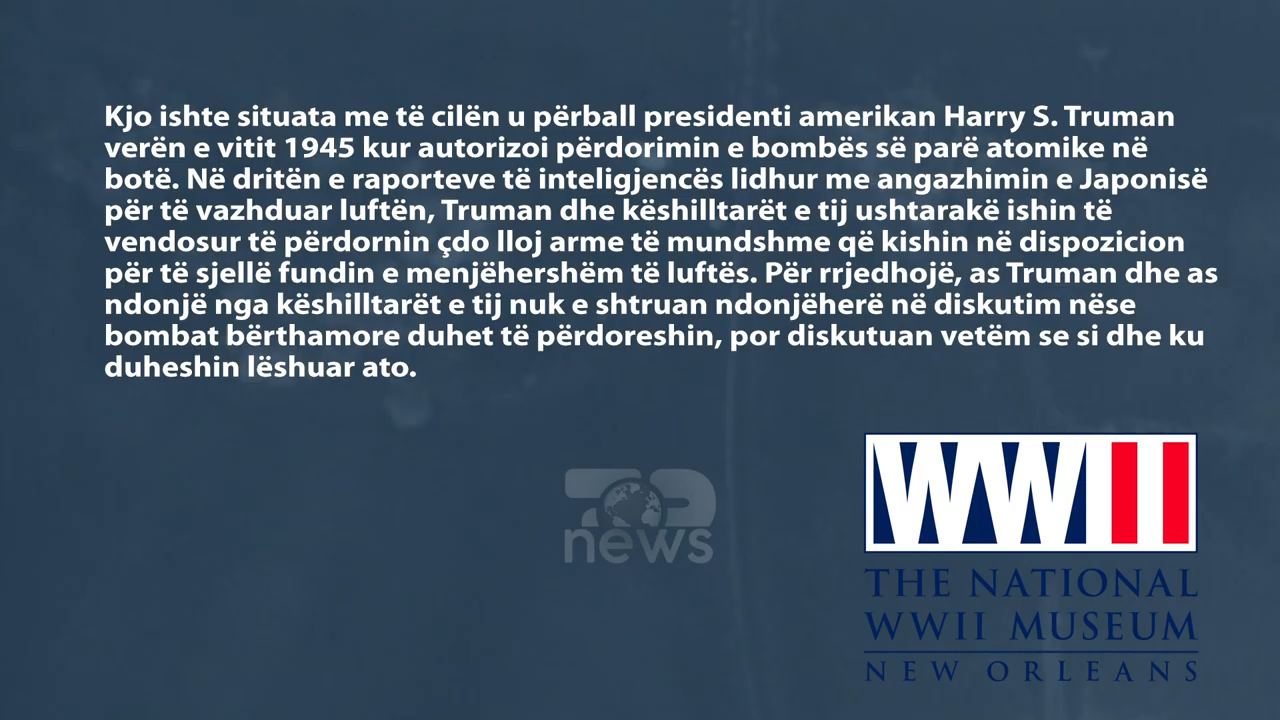 Kjo ishte situata me të cilën u përball presidenti amerikan Harry S. Truman
verën e vitit 1945 kur autorizoi përdorimin e bombës së parë atomike në
botë. Në dritën e raporteve të inteligjencës lidhur me angazhimin e Japonisë
për të vazhduar luftën, Truman dhe këshilltarët e tij ushtarakë ishin të
vendosur të përdornin çdo lloj arme të mundshme që kishin në dispozicion
për të sjellë fundin e menjëhershëm të luftës. Për rrjedhojë, as Truman dhe as
ndonjë nga këshilltarët e tij nuk e shtruan ndonjëherë në diskutim nëse
bombat bërthamore duhet të përdoreshin, por diskutuan vetëm se si dhe ku
duheshin lëshuar ato.
TOP
news
WWII
THE NATIONAL
WWII MUSEUM
NEW ORLEANS